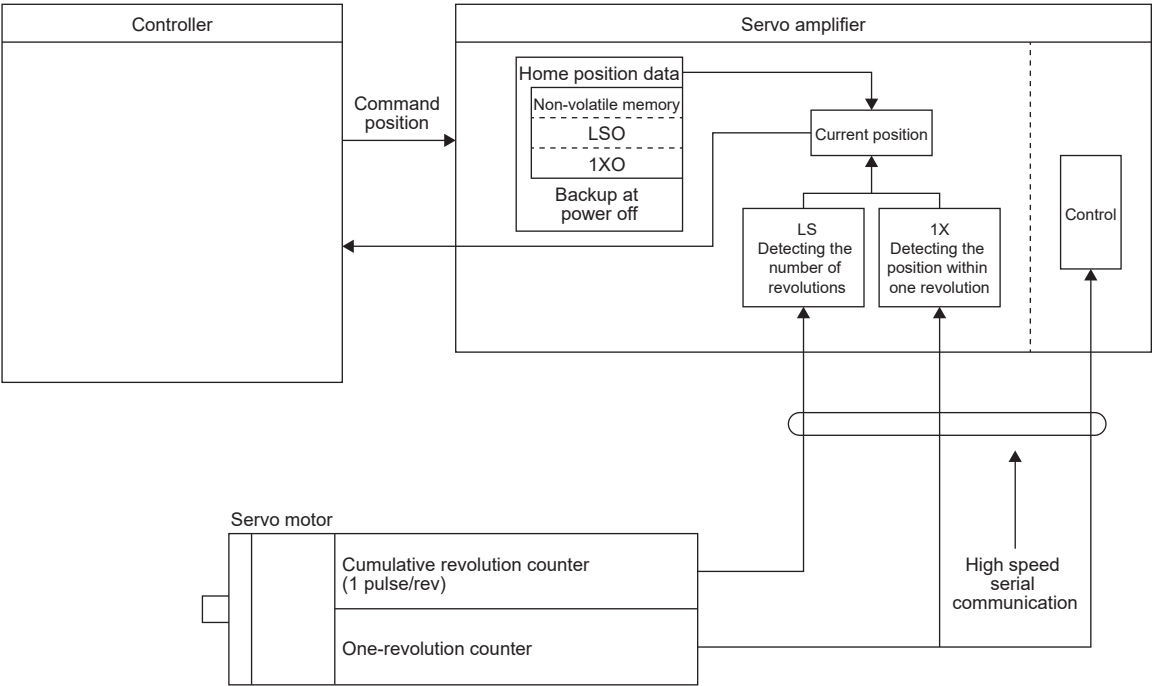 Controller
Servo amplifier
Command
position
Home position data
Non-volatile memory
LSO
1XO
Backup at
power off
Current position
LS
Detecting the
number of
revolutions
1X
Detecting the
position within
one revolution
Control
Servo motor
Cumulative revolution counter
(1 pulse/rev)
One-revolution counter
High speed
serial
communication